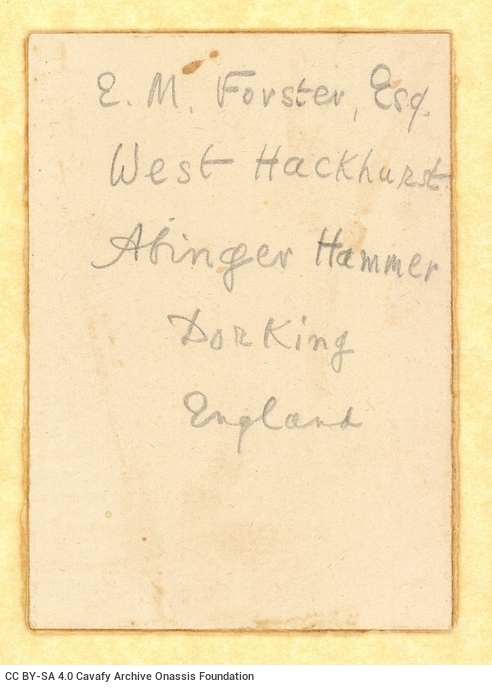 E. M. Forster, Esq.
West Hackhurst
Abinger Hammer
Dorking
England
CC BY-SA 4.0 Cavafy Archive Onassis Foundation